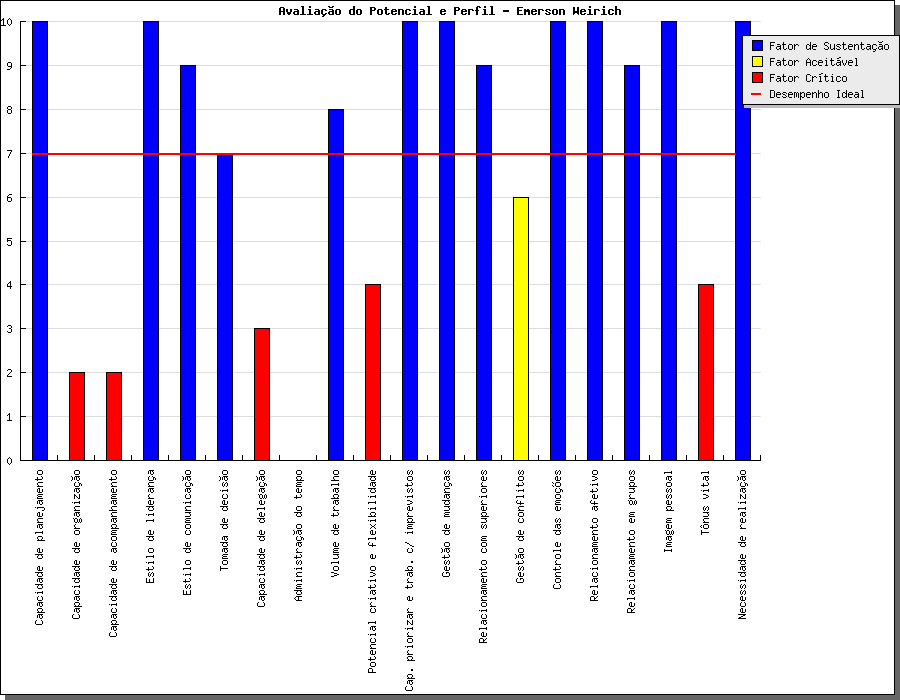 Avaliação do Potencial e Perfil - Emerson Weirich
10
9
8
7
6
5
4
3
2
1
0
Fator de Sustentação
Fator Aceitável
Fator Crítico
Desempenho Ideal
Capacidade de planejamento
Capacidade de organização
Capacidade de acompanhamento
Estilo de liderança
Estilo de comunicação
Tomada de decisão
Capacidade de delegação
Administração do tempo
Volume de trabalho
Potencial criativo e flexibilidade
Cap. priorizar e trab. c/ imprevistos
Gestão de mudanças
Relacionamento com superiores
Gestão de conflitos
Controle das emoções
Relacionamento afetivo
Relacionamento em grupos
Imagem pessoal
Tônus vital
Necessidade de realização